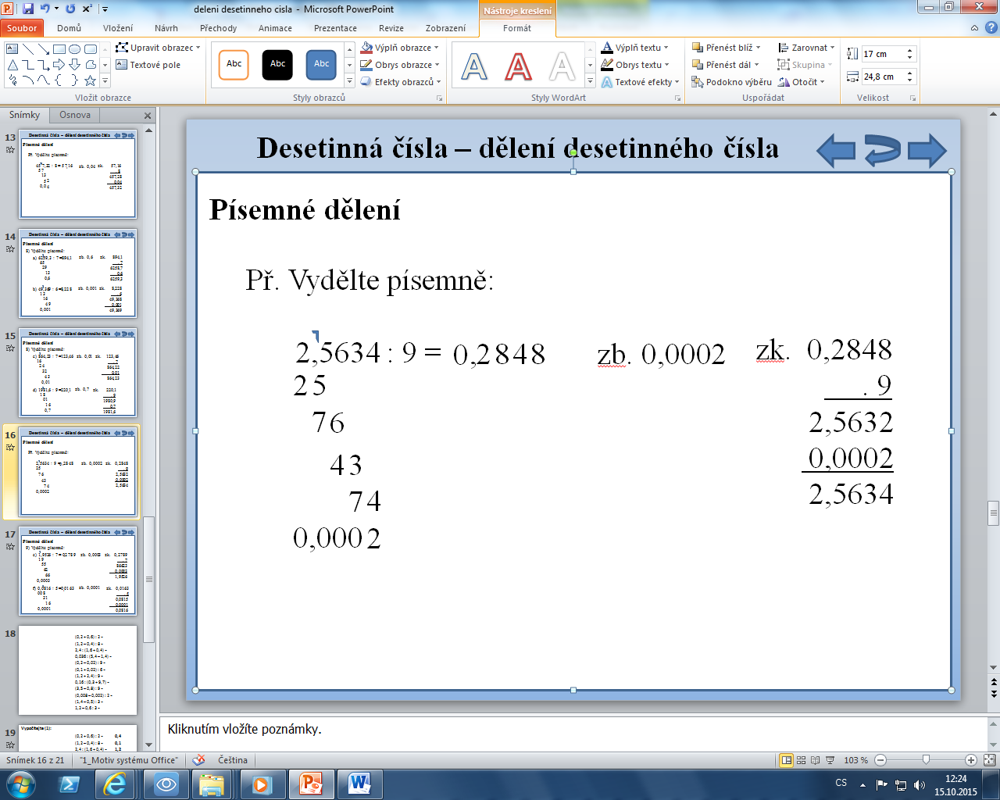 deleni desetinneho cisla - Microsoft PowerPoint
Nástroje kreslení
Soubor Domů Vložení Návrh Přechody Animace Prezentace Revize Zobrazení Formát
Upravit obrazec
Textové pole
Vložit obrazce
Abc Abc Abc
Výplň obrazce
Obrys obrazce
Efekty obrazců
Styly obrazců
A A A
Výplň textu
Obrys textu
Textové efekty
Styly WordArt
Přenést blíž
Přenést dál
Podokno výběru
Zarovnat
Skupina
Otočit
Uspořádat
17 cm
24,8 cm
Velikost
Snímky Osnova
13
14
15
16
17
18
19
Desetinná čísla – dělení desetinného čísla
Písemné dělení
Př. Vydělte písemně:
2,5634 : 9 = 0,2848 zb. 0,0002 zk. 0,2848
25 . 9
76 2,5632
43 0,0002
74 2,5634
0,0002
Kliknutím vložíte poznámky.
Snímek 16 z 21 "1_Motiv systému Office" Čeština 103 %
CS 12:24
15.10.2015